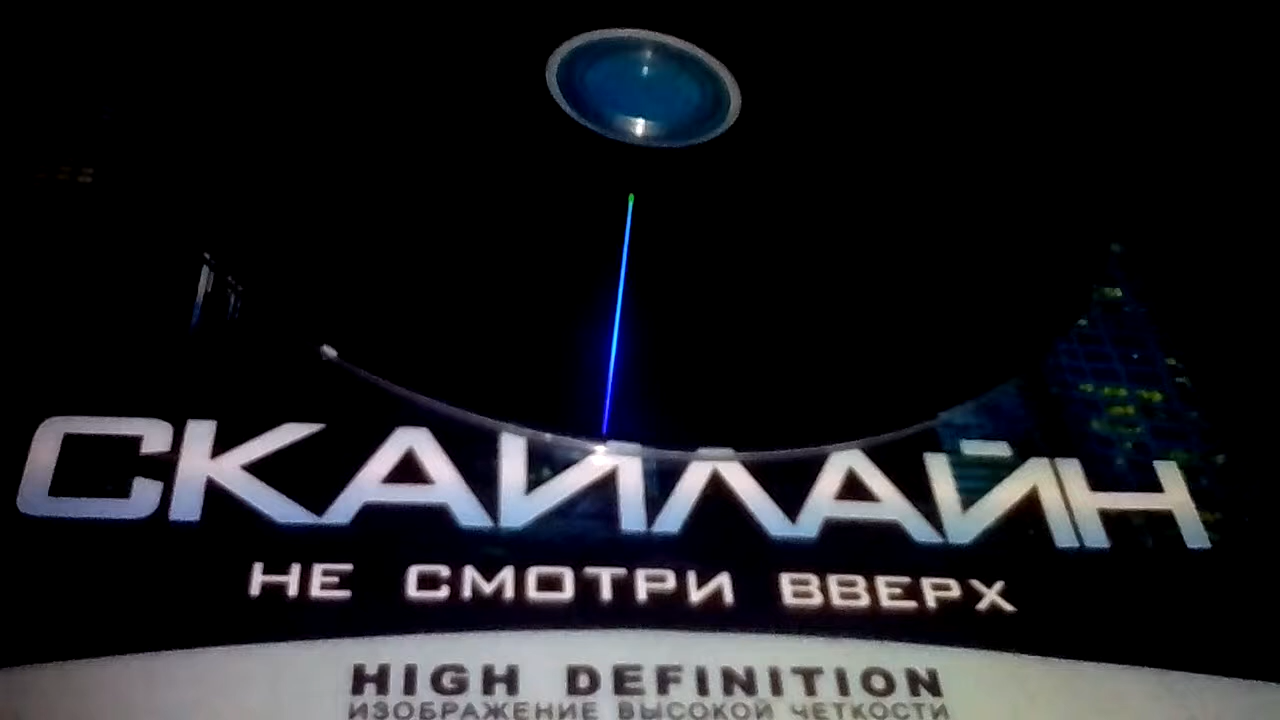 СКАЙЛАЙН
НЕ СМОТРИ ВВЕРХ
HIGH DEFINITION
ИЗОБРАЖЕНИЕ ВЫСОКОЙ ЧЕТКОСТИ